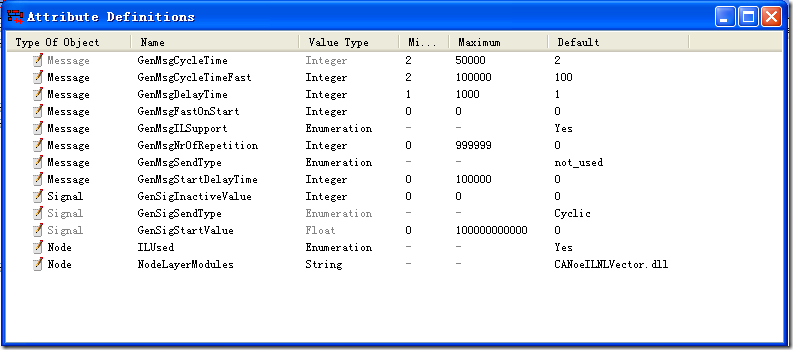 Attribute Definitions
Type Of Object Name Value Type Mi... Maximum Default
Message GenMsgCycleTime Integer 2 50000 2
Message GenMsgCycleTimeFast Integer 2 100000 100
Message GenMsgDelayTime Integer 1 1000 1
Message GenMsgFastOnStart Integer 0 0 0
Message GenMsgILSupport Enumeration - - Yes
Message GenMsgNrOfRepetition Integer 0 999999 0
Message GenMsgSendType Enumeration - - not_used
Message GenMsgStartDelayTime Integer 0 100000 0
Signal GenSigInactiveValue Integer 0 0 0
Signal GenSigSendType Enumeration - - Cyclic
Signal GenSigStartValue Float 0 100000000000 0
Node ILUsed Enumeration - - Yes
Node NodeLayerModules String - - CANoeILNLVector.dll